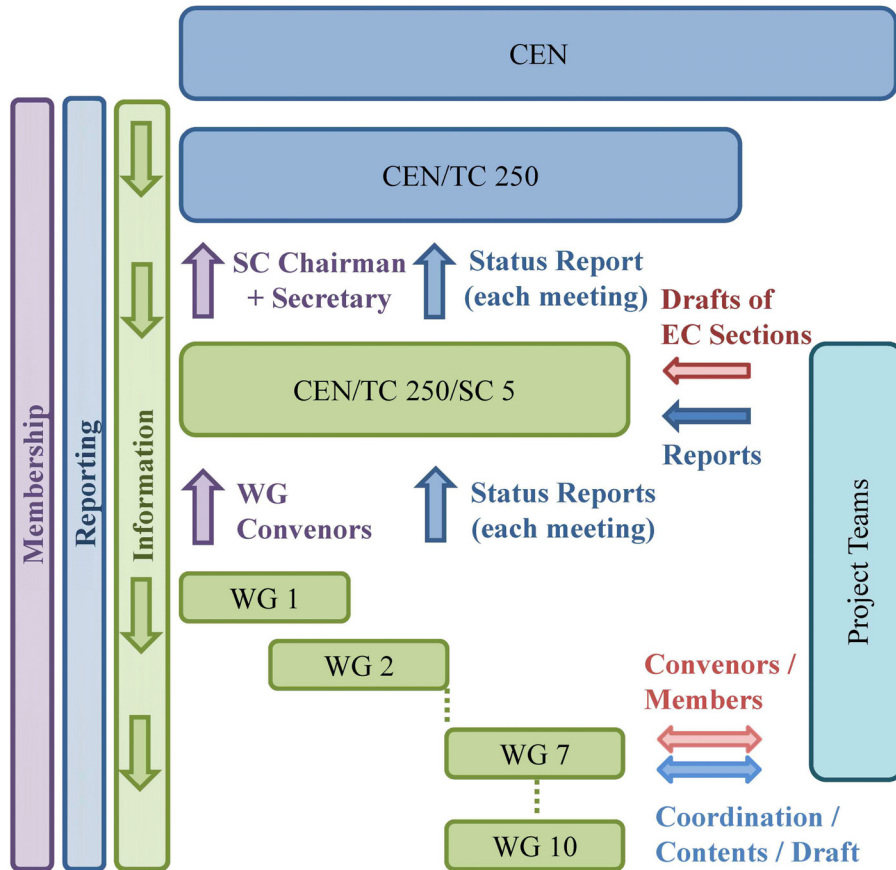 CEN
CEN/TC 250
SC Chairman
+ Secretary
Status Report
(each meeting)
Drafts of
EC Sections
CEN/TC 250/SC 5
Reports
WG
Convenors
Status Reports
(each meeting)
Membership
Reporting
Information
WG 1
WG 2
WG 7
WG 10
Convenors /
Members
Coordination /
Contents / Draft
Project Teams